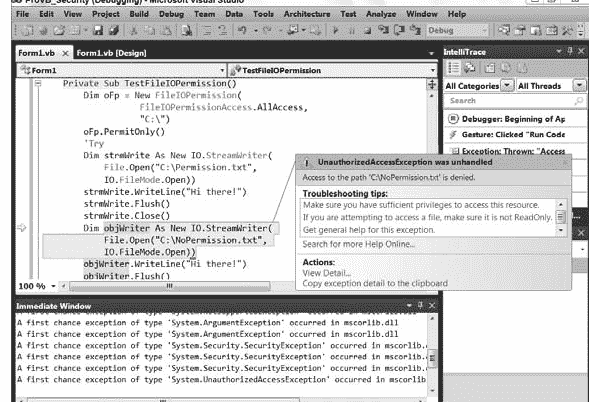 ProVB_Security (Debugging) - Microsoft Visual Studio
File Edit View Project Build Debug Team Data Tools Architecture Test Analyze Window Help
Debug
Form1.vb × Form1.vb [Design]
Form1 TestFileIOPermission
Private Sub TestFileIOPermission()
Dim oFp = New FileIOPermission(
FileIOPermissionAccess.AllAccess,
"C:\")
oFp.PermitOnly()
'Try
Dim strmWrite As New IO.StreamWriter(
File.Open("C:\Permission.txt",
IO.FileMode.Open))
strmWrite.WriteLine("Hi there!")
strmWrite.Flush()
strmWrite.Close()
Dim objWriter As New IO.StreamWriter(
File.Open("C:\NoPermission.txt",
IO.FileMode.Open))
objWriter.WriteLine("Hi there!")
objWriter.Flush()
100 %
IntelliTrace
All Categories All Threads
Search
Debugger: Beginning of Ap
Gesture: Clicked "Run Code
Exception: Thrown: "Access
UnauthorizedAccessException was unhandled
Access to the path 'C:\NoPermission.txt' is denied.
Troubleshooting tips:
Make sure you have sufficient privileges to access this resource.
If you are attempting to access a file, make sure it is not ReadOnly.
Get general help for this exception.
Search for more Help Online...
Actions:
View Detail...
Copy exception detail to the clipboard
Immediate Window
A first chance exception of type 'System.ArgumentException' occurred in mscorlib.dll
A first chance exception of type 'System.ArgumentException' occurred in mscorlib.dll
A first chance exception of type 'System.Security.SecurityException' occurred in mscorlib.
A first chance exception of type 'System.Security.SecurityException' occurred in mscorlib.
A first chance exception of type 'System.Security.SecurityException' occurred in mscorlib.
A first chance exception of type 'System.UnauthorizedAccessException' occurred in mscorlib